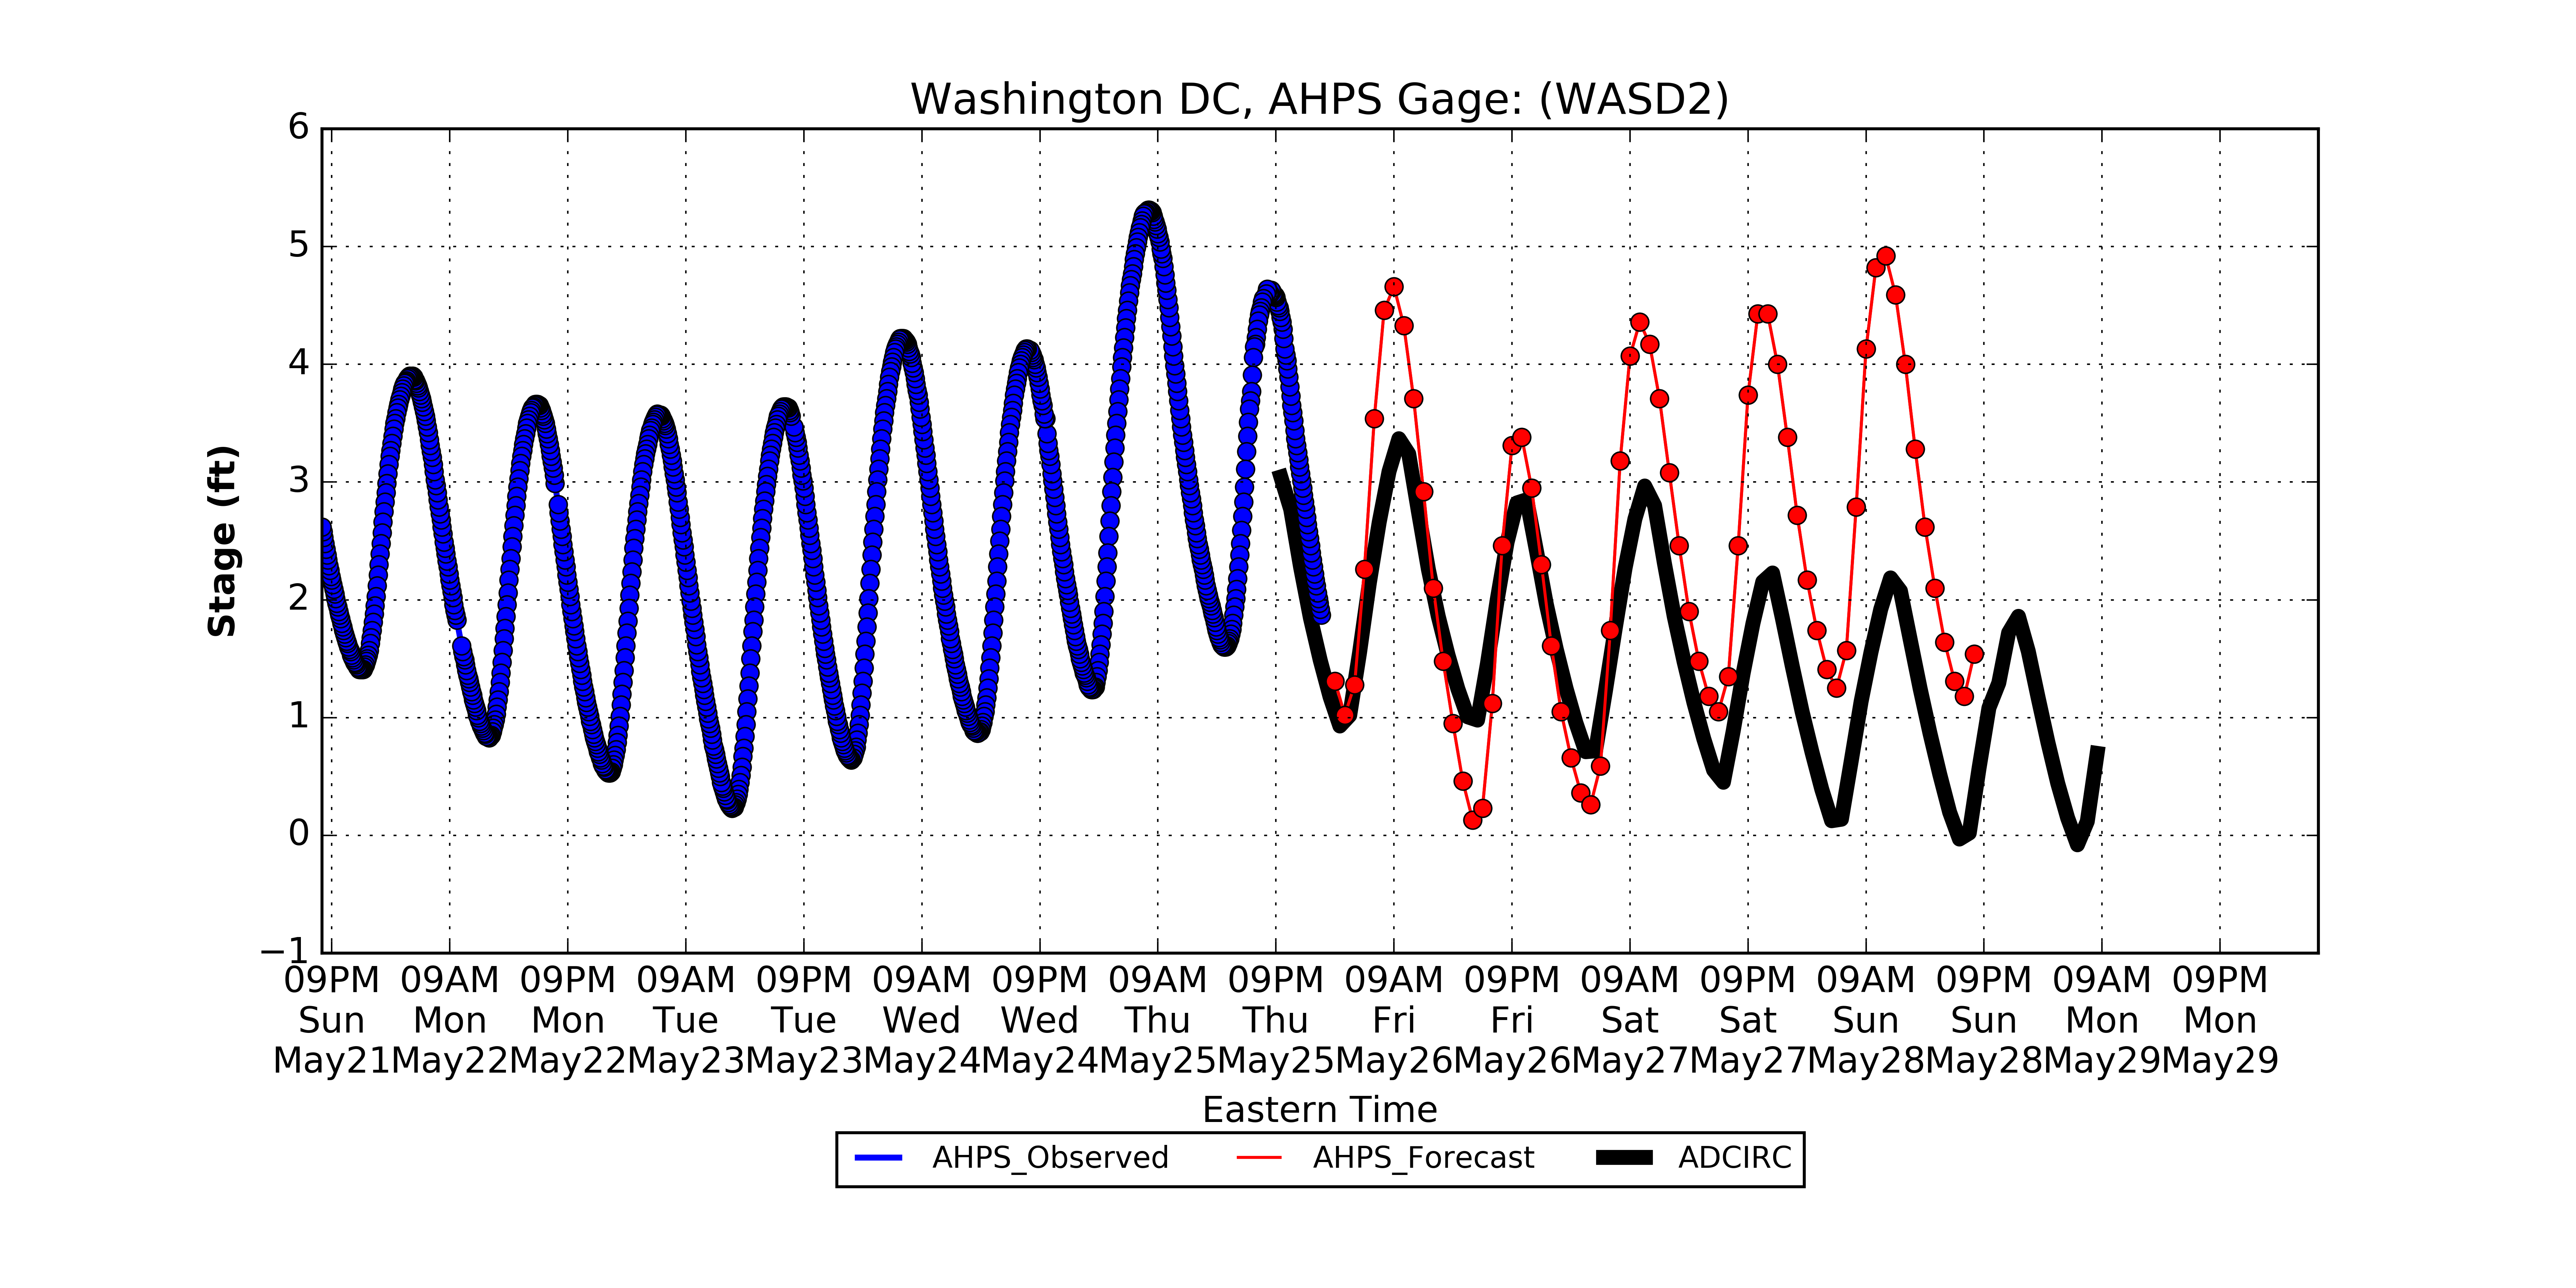 Washington DC, AHPS Gage: (WASD2)
6
5
4
3
2
1
0
−1
Stage (ft)
09PM 09AM 09PM 09AM 09PM 09AM 09PM 09AM 09PM 09AM 09PM 09AM 09PM 09AM 09PM 09AM 09PM
Sun Mon Mon Tue Tue Wed Wed Thu Thu Fri Fri Sat Sat Sun Sun Mon Mon
May21 May22 May22 May23 May23 May24 May24 May25 May25 May26 May26 May27 May27 May28 May28 May29 May29
Eastern Time
AHPS_Observed AHPS_Forecast ADCIRC